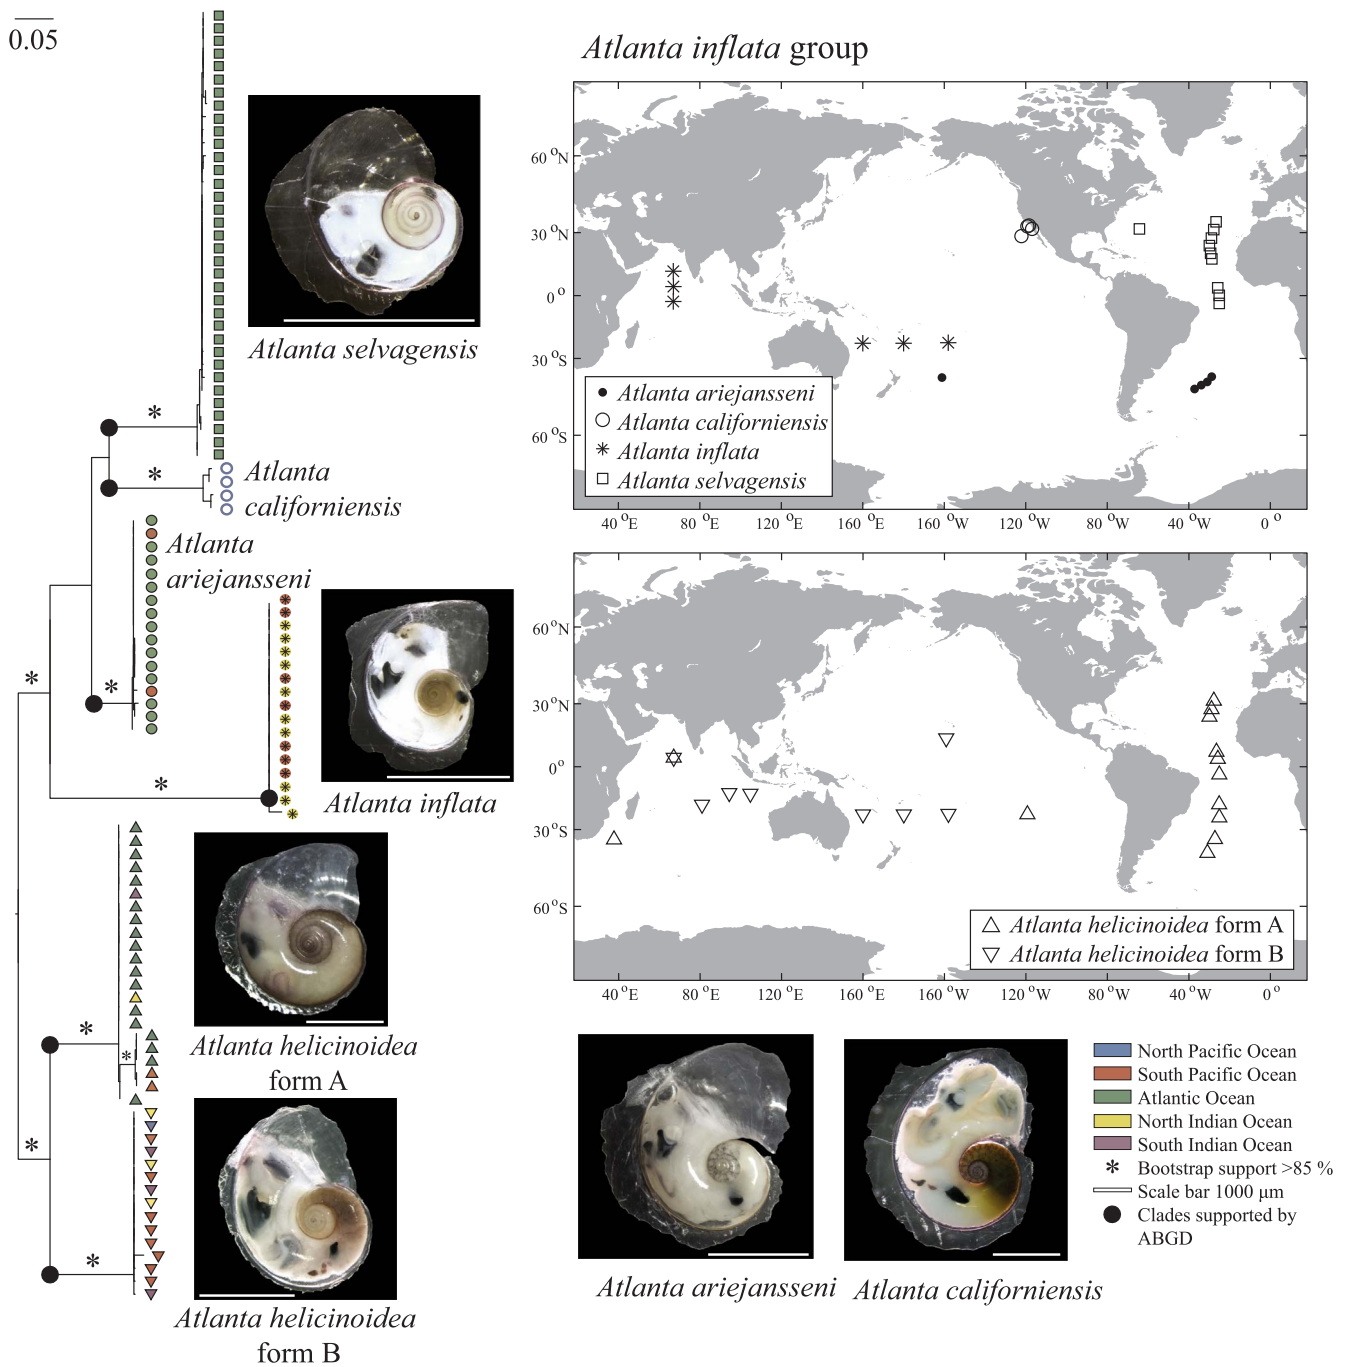 0.05
Atlanta inflata group
Atlanta selvagensis
Atlanta
californiensis
Atlanta
ariejansseni
Atlanta inflata
Atlanta helicinoidea
form A
Atlanta helicinoidea
form B
60 °N
30 °N
0 °
30 °S
60 °S
Atlanta ariejansseni
Atlanta californiensis
Atlanta inflata
Atlanta selvagensis
40 °E 80 °E 120 °E 160 °E 160 °W 120 °W 80 °W 40 °W 0 °
60 °N
30 °N
0 °
30 °S
60 °S
Atlanta helicinoidea form A
Atlanta helicinoidea form B
40 °E 80 °E 120 °E 160 °E 160 °W 120 °W 80 °W 40 °W 0 °
Atlanta ariejansseni
Atlanta californiensis
North Pacific Ocean
South Pacific Ocean
Atlantic Ocean
North Indian Ocean
South Indian Ocean
* Bootstrap support >85 %
Scale bar 1000 μm
Clades supported by
ABGD